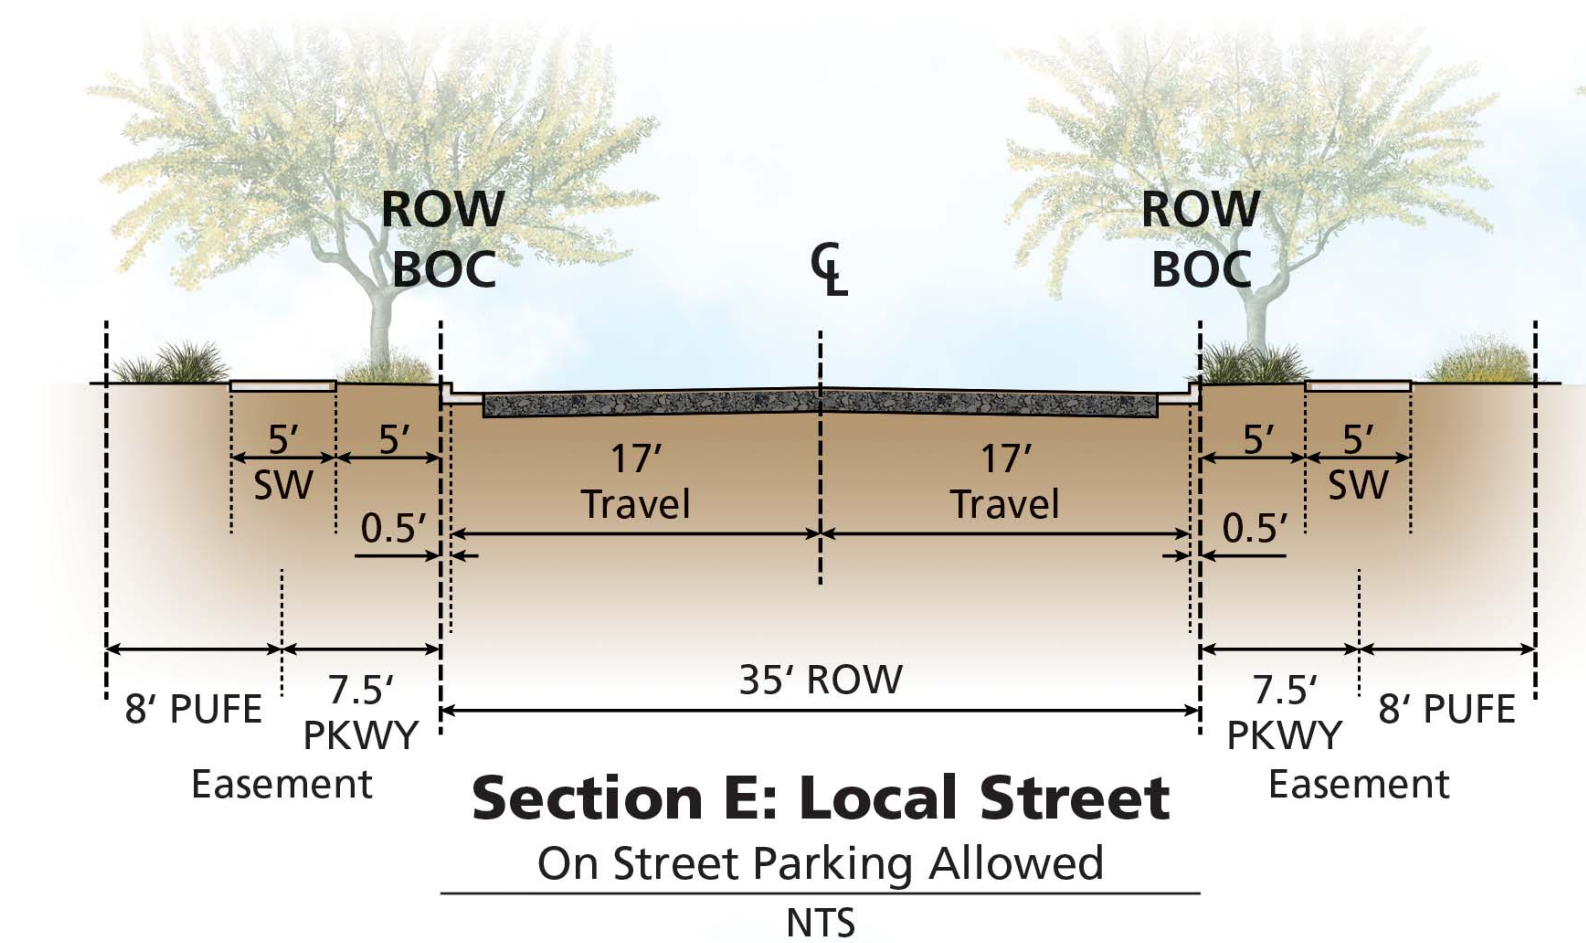 ROW
BOC
℄
ROW
BOC
5’
SW
5’
0.5’
17’
Travel
17’
Travel
5’
5’
SW
0.5’
8‘ PUFE
7.5‘
PKWY
Easement
35‘ ROW
7.5‘
PKWY
8‘ PUFE
Easement
Section E: Local Street
On Street Parking Allowed
NTS